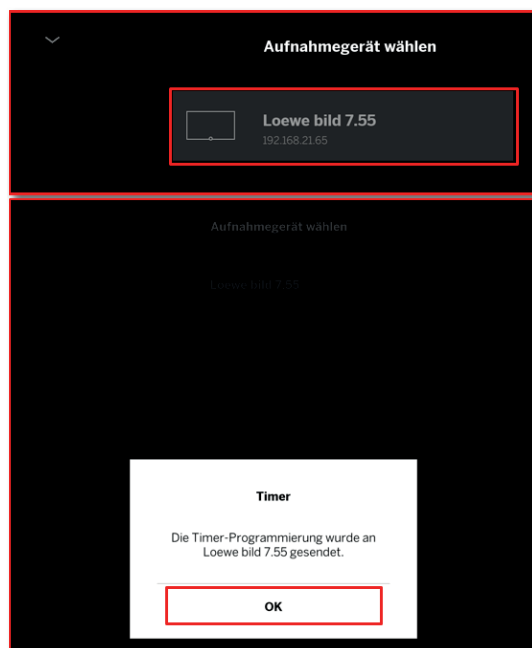 Aufnahmegerät wählen
Loewe bild 7.55
192.168.21.65
Aufnahmegerät wählen
Loewe bild 7.55
Timer
Die Timer-Programmierung wurde an
Loewe bild 7.55 gesendet.
OK